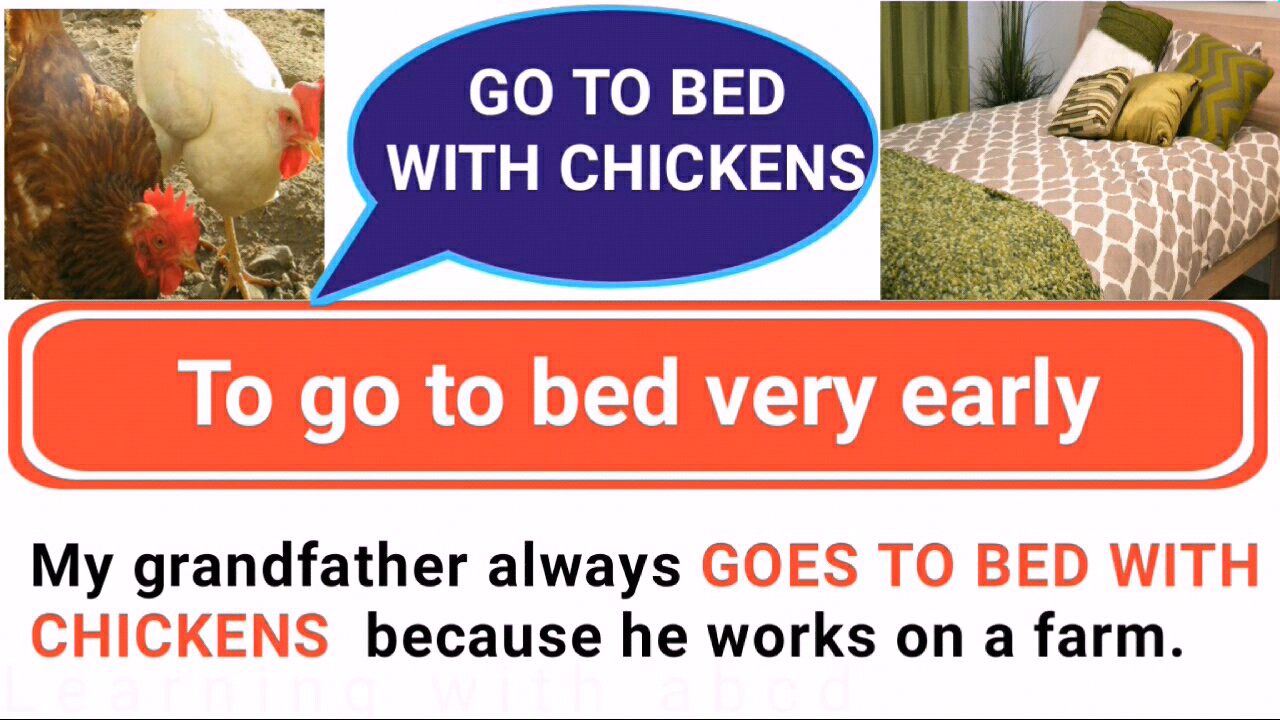 GO TO BED
WITH CHICKENS
To go to bed very early
My grandfather always GOES TO BED WITH
CHICKENS because he works on a farm.
Learning with abcd